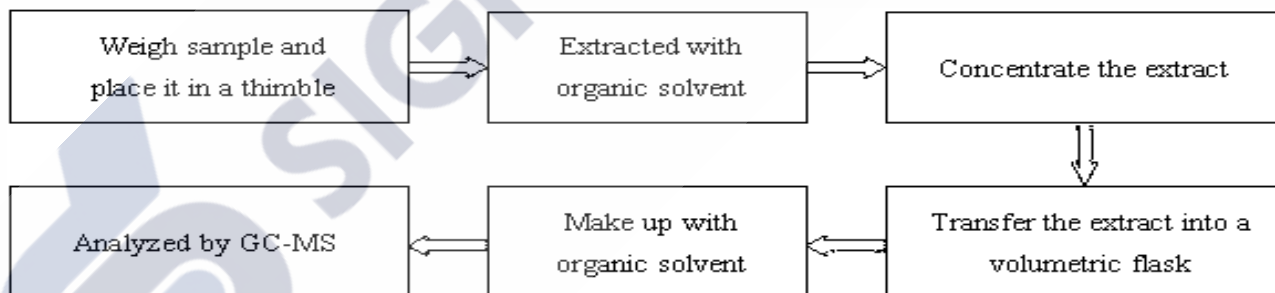 Weigh sample and
place it in a thimble
Extracted with
organic solvent
Concentrate the extract
Transfer the extract into a
volumetric flask
Make up with
organic solvent
Analyzed by GC-MS
SIG